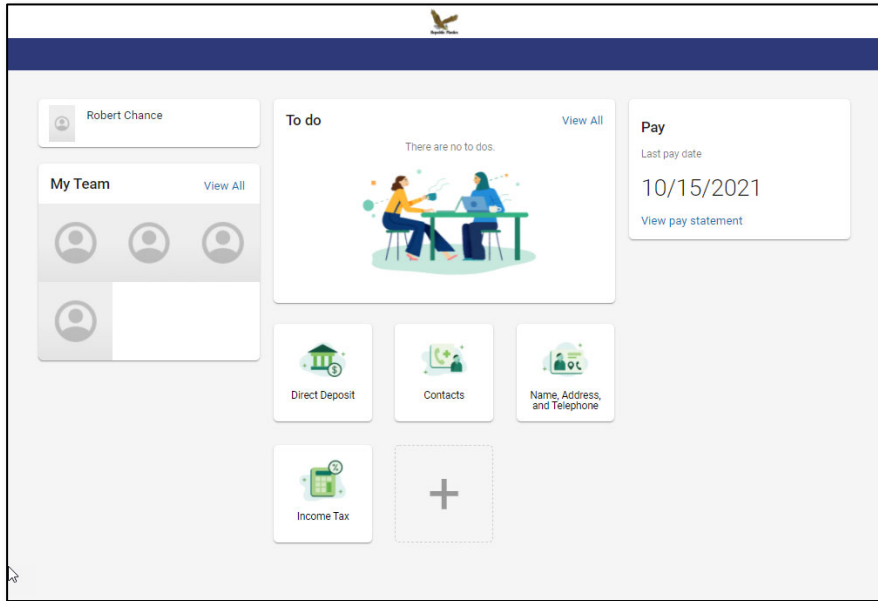 Robert Chance
My Team
View All
To do
View All
There are no to dos.
Pay
Last pay date
10/15/2021
View pay statement
Direct Deposit
Contacts
Name, Address,
and Telephone
Income Tax